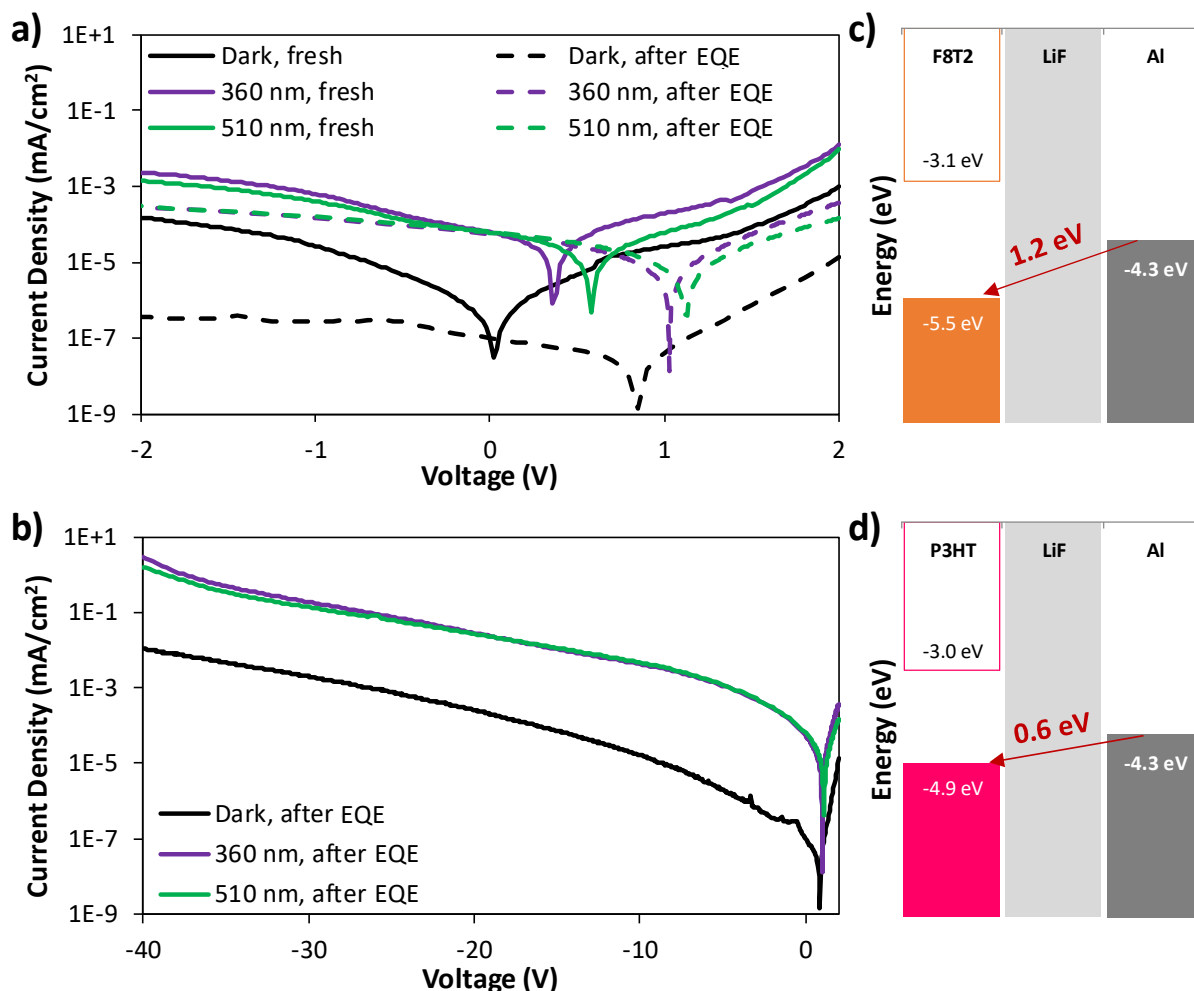 a)
Current Density (mA/cm²)
1E+1
1E-1
1E-3
1E-5
1E-7
1E-9
Dark, fresh
360 nm, fresh
510 nm, fresh
Dark, after EQE
360 nm, after EQE
510 nm, after EQE
-2
-1
0
1
2
Voltage (V)
c)
Energy (eV)
F8T2
LiF
Al
-3.1 eV
1.2 eV
-4.3 eV
-5.5 eV
b)
Current Density (mA/cm²)
1E+1
1E-1
1E-3
1E-5
1E-7
1E-9
Dark, after EQE
360 nm, after EQE
510 nm, after EQE
-40
-30
-20
-10
0
Voltage (V)
d)
Energy (eV)
P3HT
LiF
Al
-3.0 eV
0.6 eV
-4.3 eV
-4.9 eV